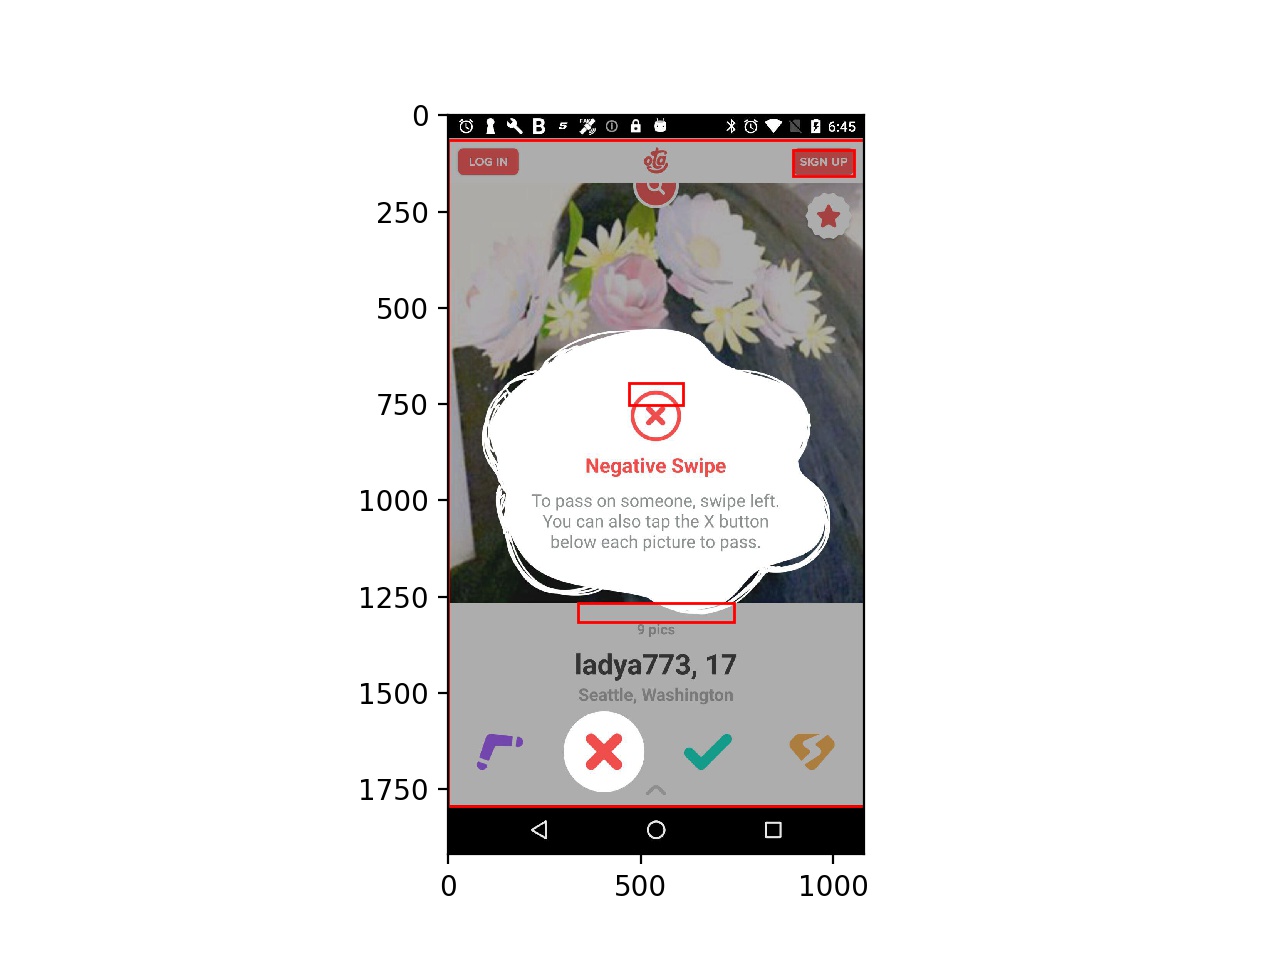 0
250
500
750
1000
1250
1500
1750
0 500 1000
6:45
LOG IN
ota
SIGN UP
Negative Swipe
To pass on someone, swipe left.
You can also tap the X button
below each picture to pass.
9 pics
ladya773, 17
Seattle, Washington